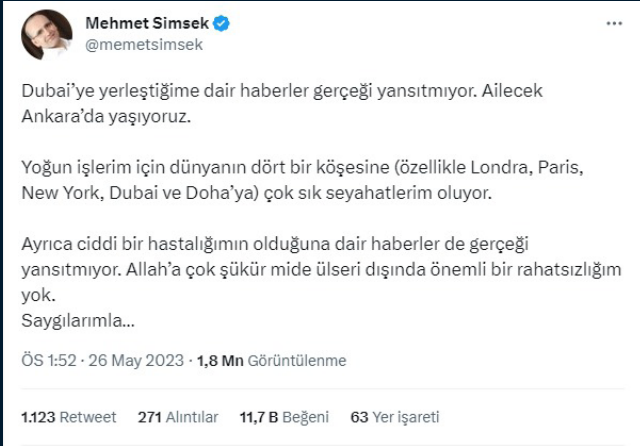 Mehmet Simsek
@memetsimsek
Dubai’ye yerleştiğime dair haberler gerçeği yansıtmıyor. Ailecek
Ankara’da yaşıyoruz.
Yoğun işlerim için dünyanın dört bir köşesine (özellikle Londra, Paris,
New York, Dubai ve Doha’ya) çok sık seyahatlerim oluyor.
Ayrıca ciddi bir hastalığımın olduğuna dair haberler de gerçeği
yansıtmıyor. Allah’a çok şükür mide ülseri dışında önemli bir rahatsızlığım
yok.
Saygılarımla...
ÖS 1:52 · 26 May 2023 · 1,8 Mn Görüntülenme
1.123 Retweet 271 Alıntılar 11,7 B Beğeni 63 Yer işareti